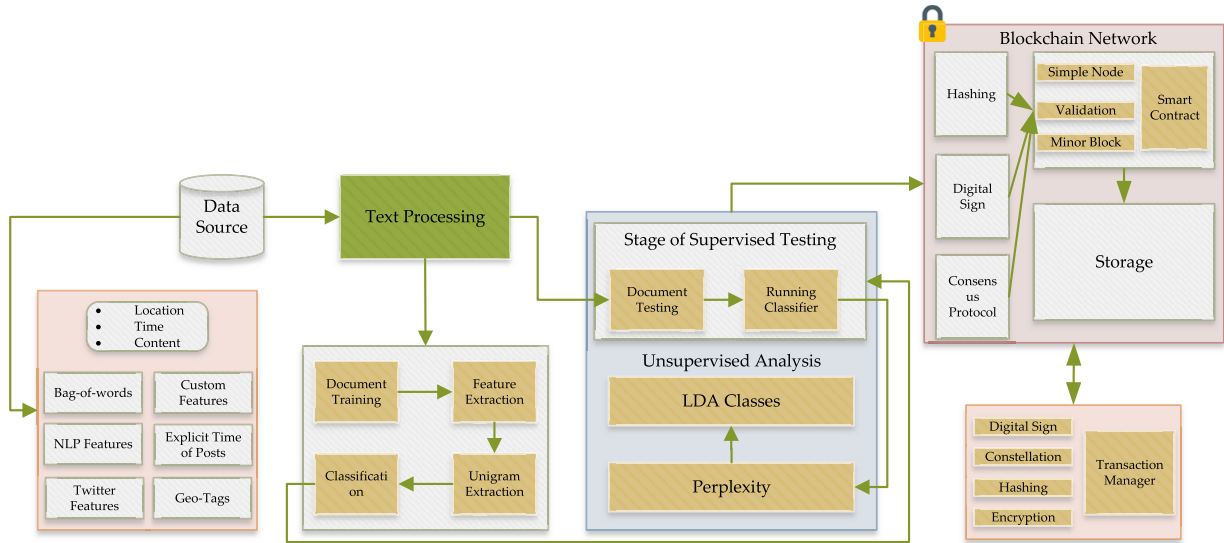 Blockchain Network
Hashing
Simple Node
Validation
Minor Block
Smart
Contract
Digital
Sign
Consens
us
Protocol
Storage
Data
Source
Text Processing
Stage of Supervised Testing
Document
Testing
Running
Classifier
Unsupervised Analysis
LDA Classes
Perplexity
• Location
• Time
• Content
Bag-of-words
Custom
Features
NLP Features
Explicit Time
of Posts
Twitter
Features
Geo-Tags
Document
Training
Feature
Extraction
Classificati
on
Unigram
Extraction
Digital Sign
Constellation
Hashing
Encryption
Transaction
Manager